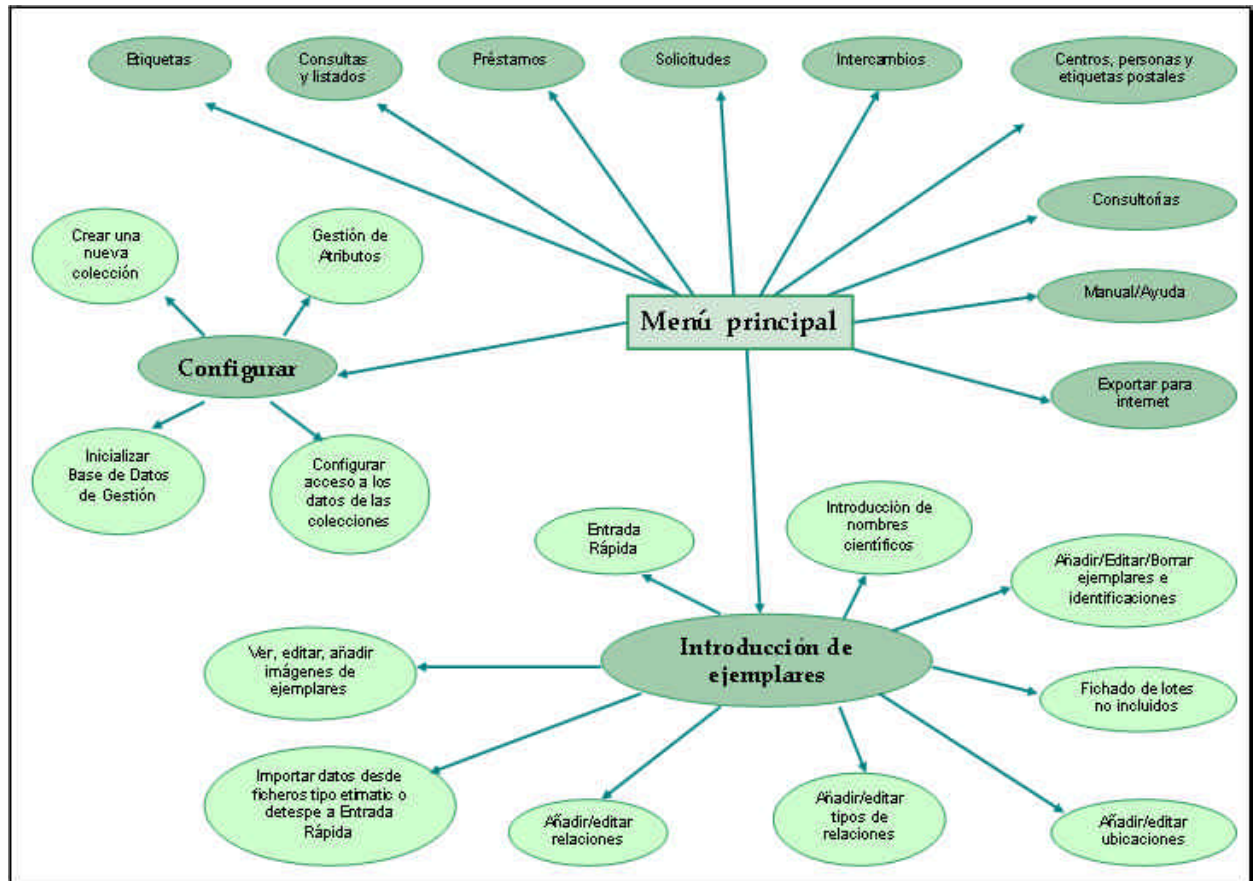 Etiquetas
Consultas
y listados
Préstamos
Solicitudes
Intercambios
Centros, personas y
etiquetas postales
Consultorías
Crear una
nueva
colección
Gestión de
Atributos
Manual/Ayuda
Menú principal
Configurar
Exportar para
internet
Inicializar
Base de Datos
de Gestión
Configurar
acceso a los
datos de las
colecciones
Entrada
Rápida
Introducción de
nombres
científicos
Añadir/Editar/Borrar
ejemplares e
identificaciones
Introducción de
ejemplares
Ver, editar, añadir
imágenes de
ejemplares
Fichado de lotes
no incluidos
Importar datos desde
ficheros tipo etimatic o
detespe a Entrada
Rápida
Añadir/editar
relaciones
Añadir/editar
tipos de
relaciones
Añadir/editar
ubicaciones